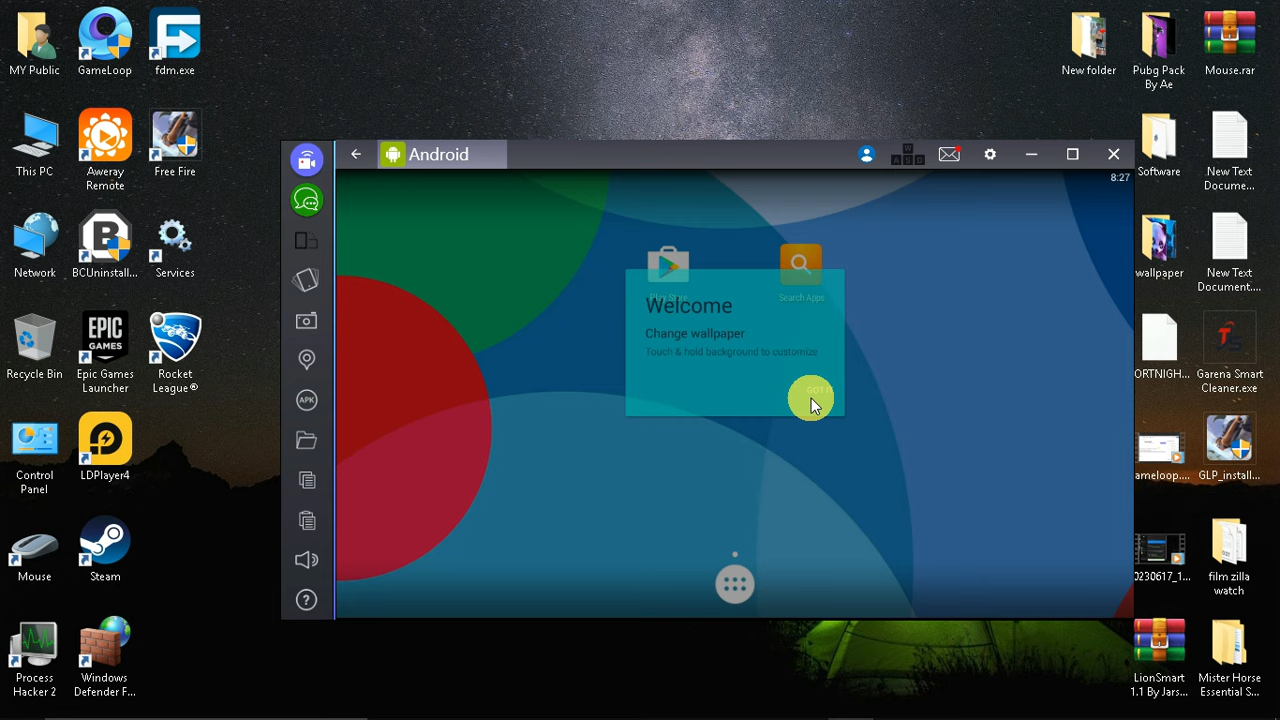 MY Public
GameLoop
fdm.exe
This PC
Aweray
Remote
Free Fire
Network
BCUninstall...
Services
Recycle Bin
EPIC
GAMES
Epic Games
Launcher
Rocket
League®
Control
Panel
LDPlayer4
Mouse
Steam
Process
Hacker 2
Windows
Defender F...
Android
W
A S D
8:27
APK
?
Play Store
Search Apps
Welcome
Change wallpaper
Touch & hold background to customize
GOT IT
New folder
Pubg Pack
By Ae
Mouse.rar
Software
New Text
Docume...
wallpaper
New Text
Document....
ORTNIGH...
Garena Smart
Cleaner.exe
ameloop....
GLP_install...
0230617_1...
film zilla
watch
LionSmart
1.1 By Jars...
Mister Horse
Essential S...